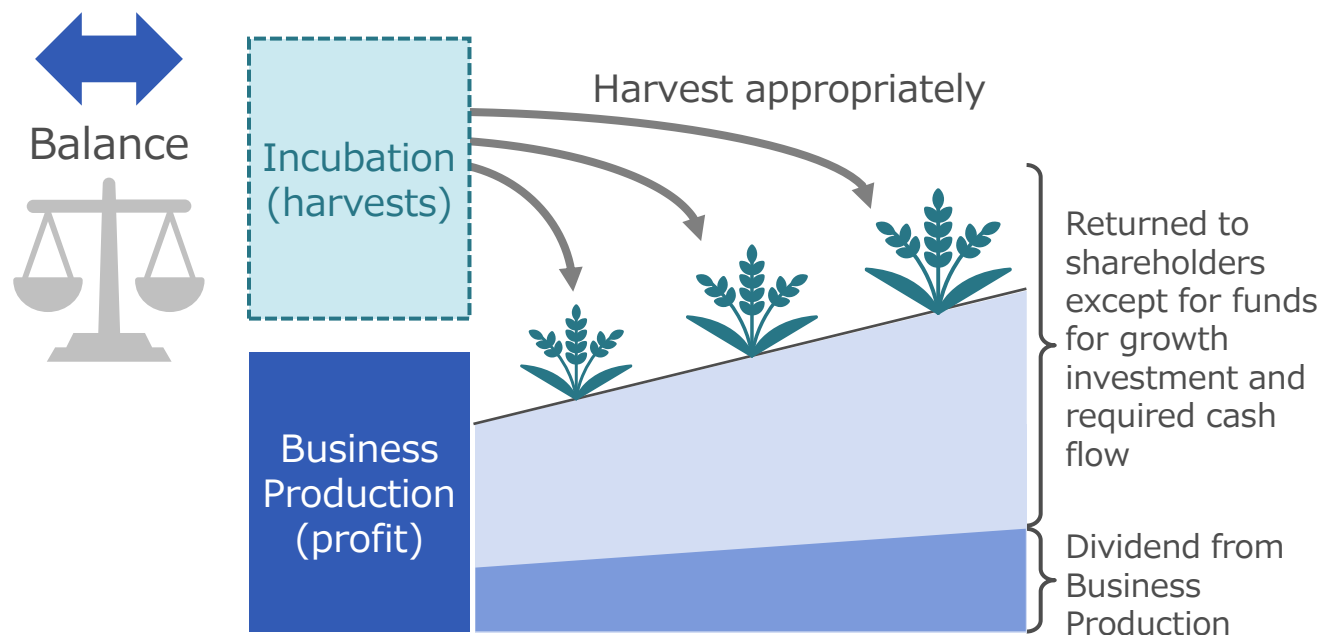 Balance
Incubation
(harvests)
Harvest appropriately
Business
Production
(profit)
Returned to
shareholders
except for funds
for growth
investment and
required cash
flow
Dividend from
Business
Production